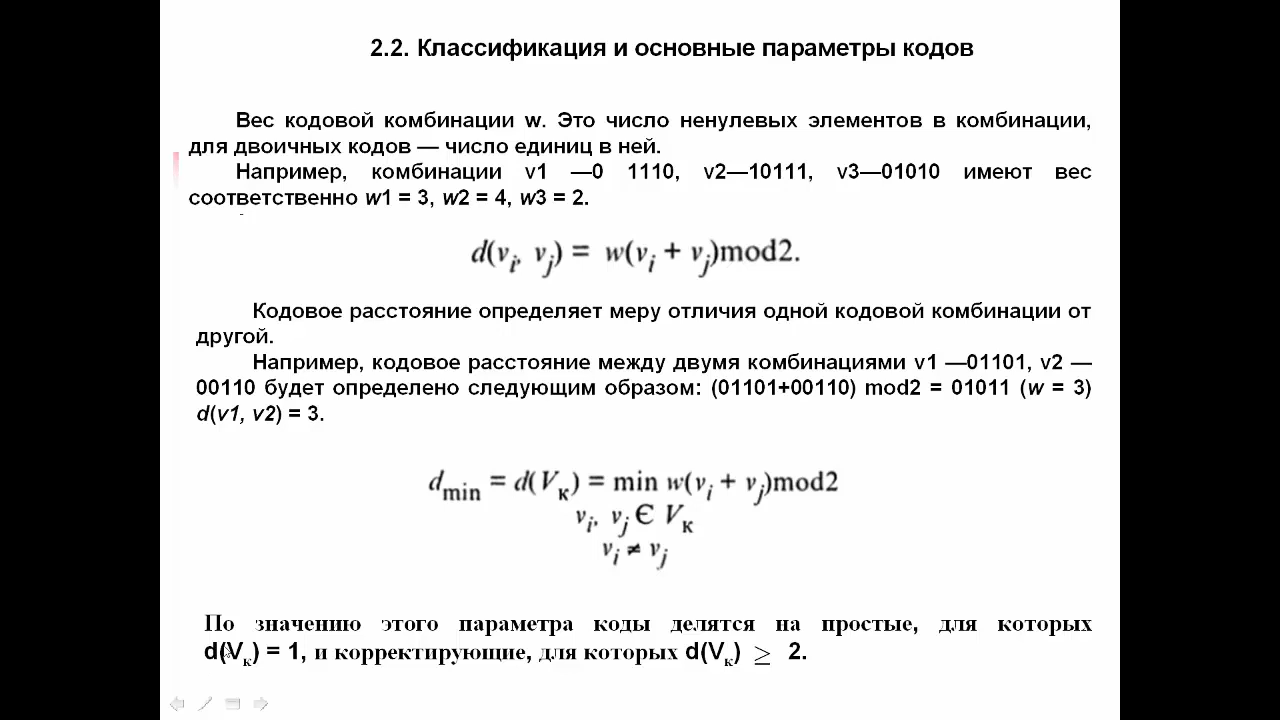 2.2. Классификация и основные параметры кодов
Вес кодовой комбинации w. Это число ненулевых элементов в комбинации,
для двоичных кодов — число единиц в ней.
Например, комбинации v1 —0 1110, v2—10111, v3—01010 имеют вес
соответственно w1 = 3, w2 = 4, w3 = 2.
d(vi, vj) = w(vi + vj)mod2.
Кодовое расстояние определяет меру отличия одной кодовой комбинации от
другой.
Например, кодовое расстояние между двумя комбинациями v1 —01101, v2 —
00110 будет определено следующим образом: (01101+00110) mod2 = 01011 (w = 3)
d(v1, v2) = 3.
dmin = d(Vк) = min w(vi + vj)mod2
vi, vj Є Vк
vi ≠ vj
По значению этого параметра коды делятся на простые, для которых
d(Vк) = 1, и корректирующие, для которых d(Vк) ≥ 2.